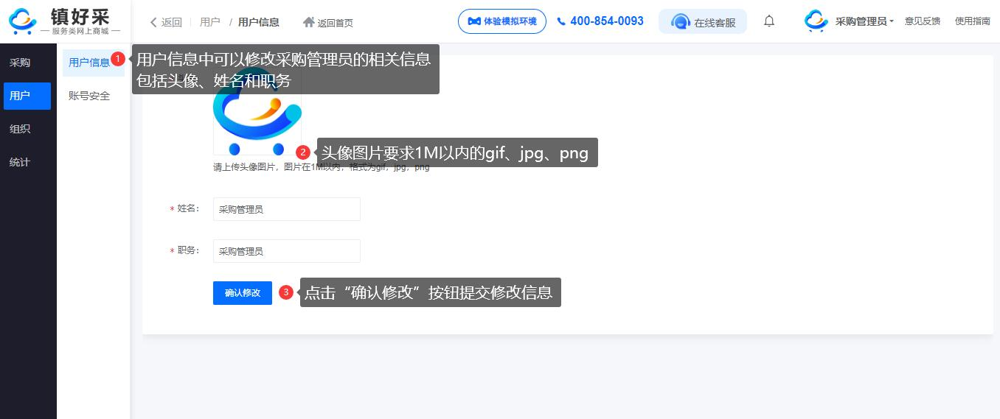 镇好采
服务类网上商城
返回
用户 / 用户信息
返回首页
体验模拟环境
400-854-0093
在线客服
采购管理员
意见反馈
使用指南
采购
用户
组织
统计
用户信息
账号安全
1
用户信息中可以修改采购管理员的相关信息
包括头像、姓名和职务
2
头像图片要求1M以内的gif、jpg、png
请上传头像图片，图片在1M以内，格式为gif，jpg，png
* 姓名：
采购管理员
* 职务：
采购管理员
确认修改
3
点击“确认修改”按钮提交修改信息